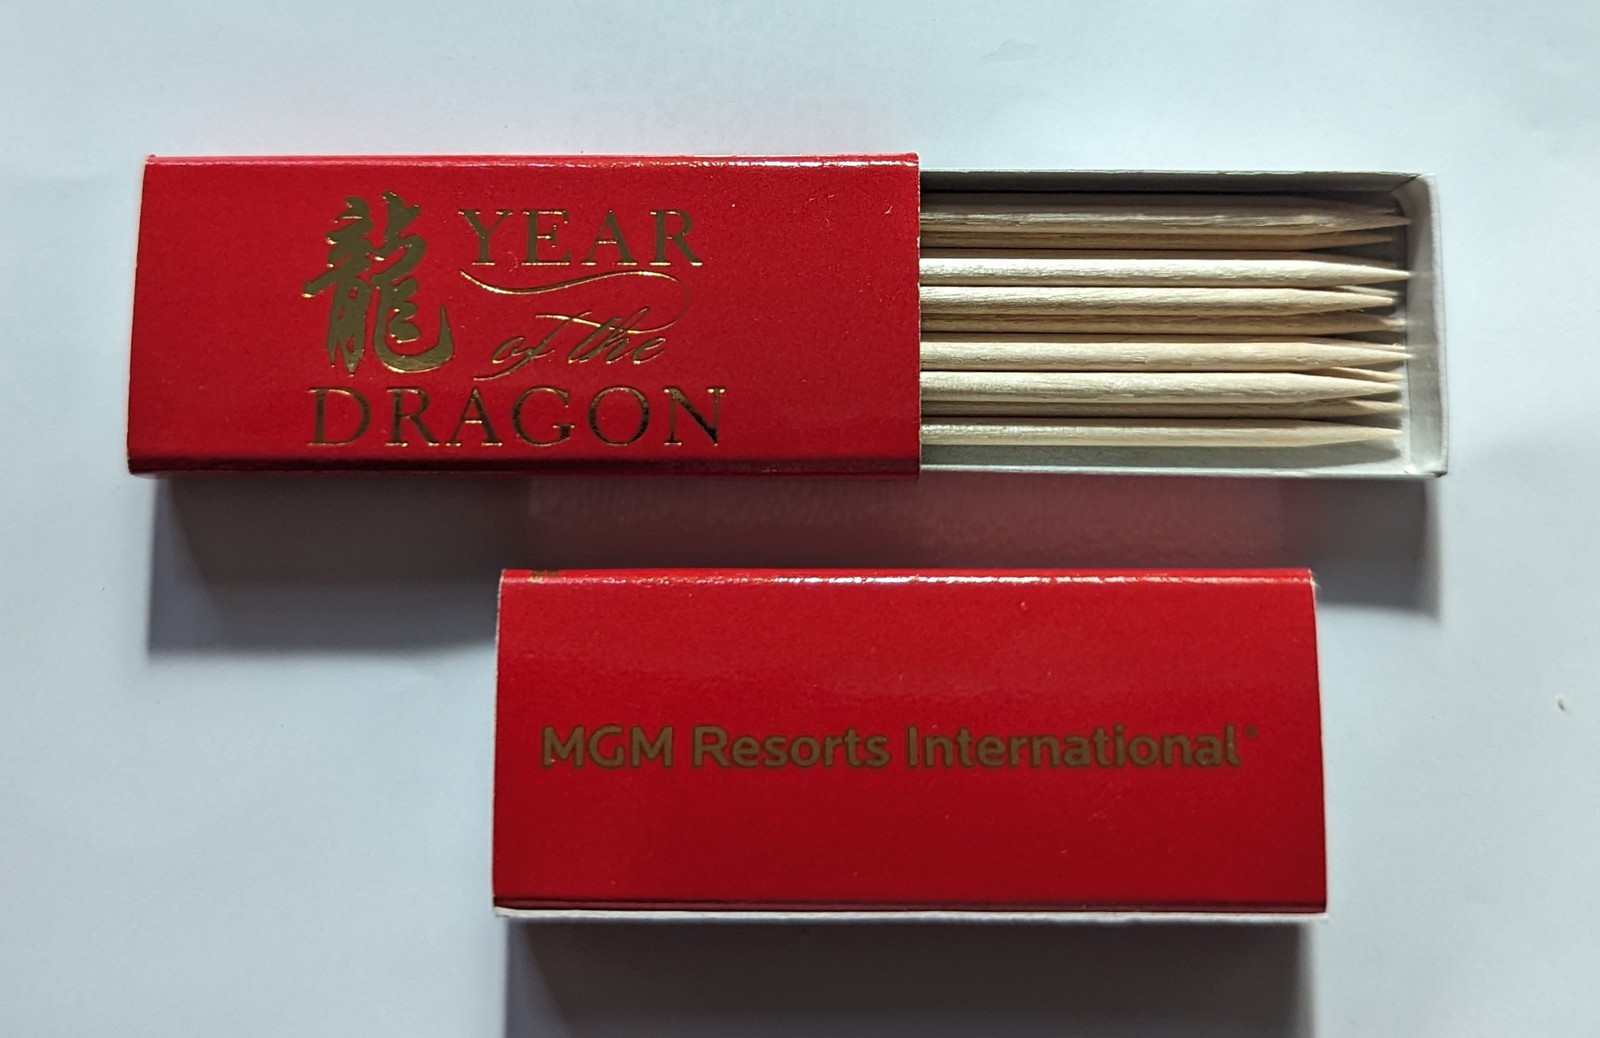 龍 YEAR
of the
DRAGON
MGM Resorts International®